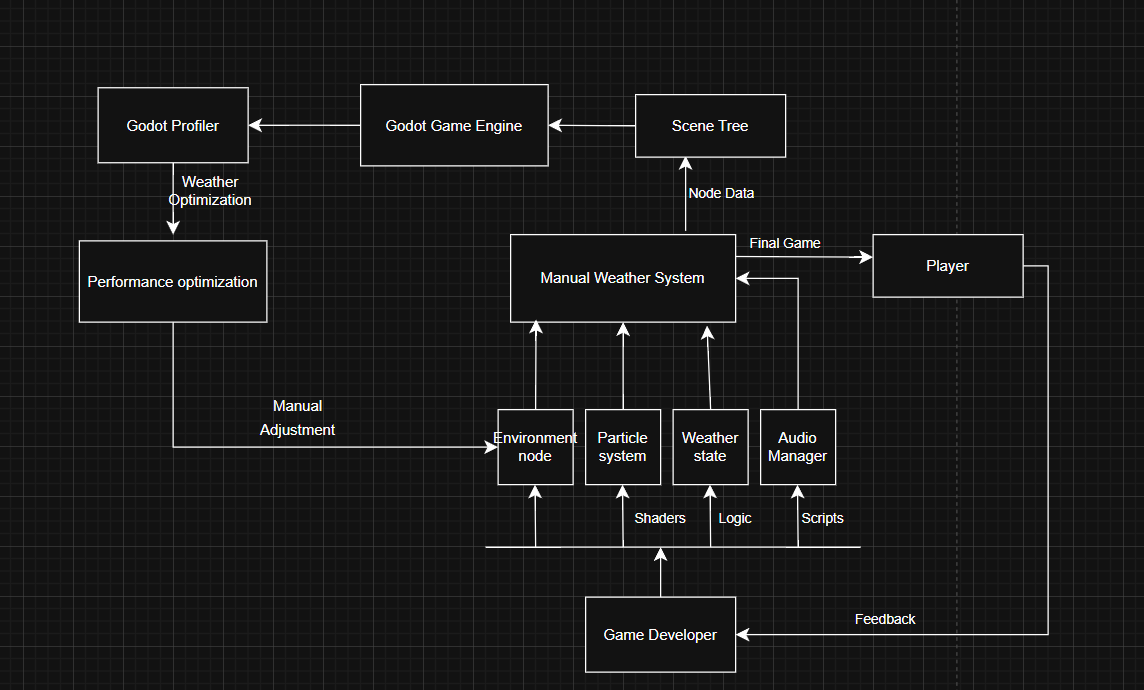 Godot Profiler
Godot Game Engine
Scene Tree
Weather
Optimization
Node Data
Performance optimization
Manual Weather System
Final Game
Player
Manual
Adjustment
Environment
node
Particle
system
Weather
state
Audio
Manager
Shaders
Logic
Scripts
Game Developer
Feedback